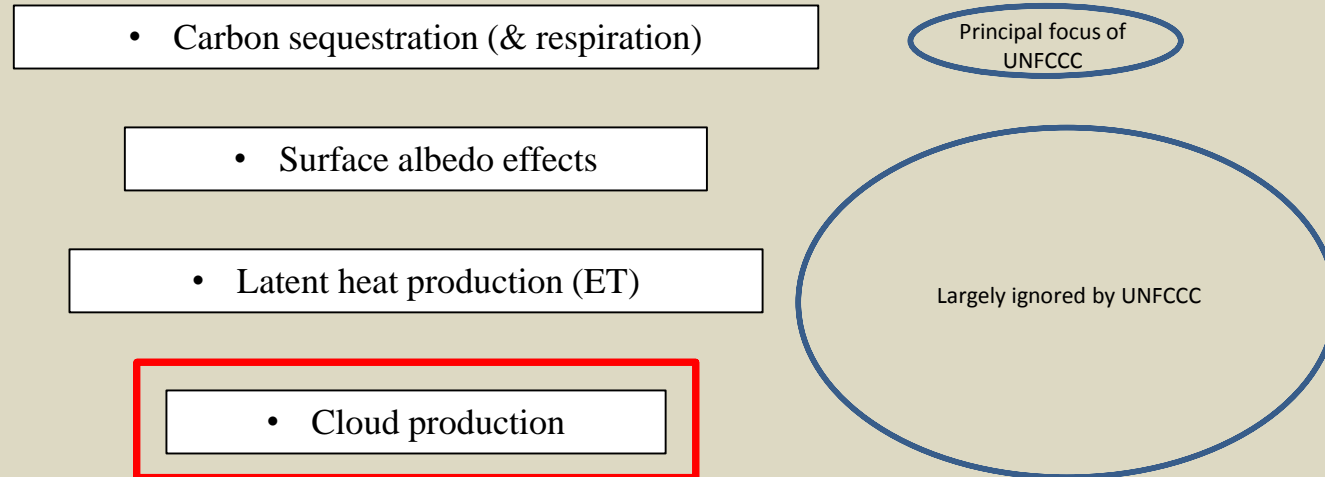 • Carbon sequestration (& respiration)
Principal focus of
UNFCCC
• Surface albedo effects
• Latent heat production (ET)
Largely ignored by UNFCCC
• Cloud production